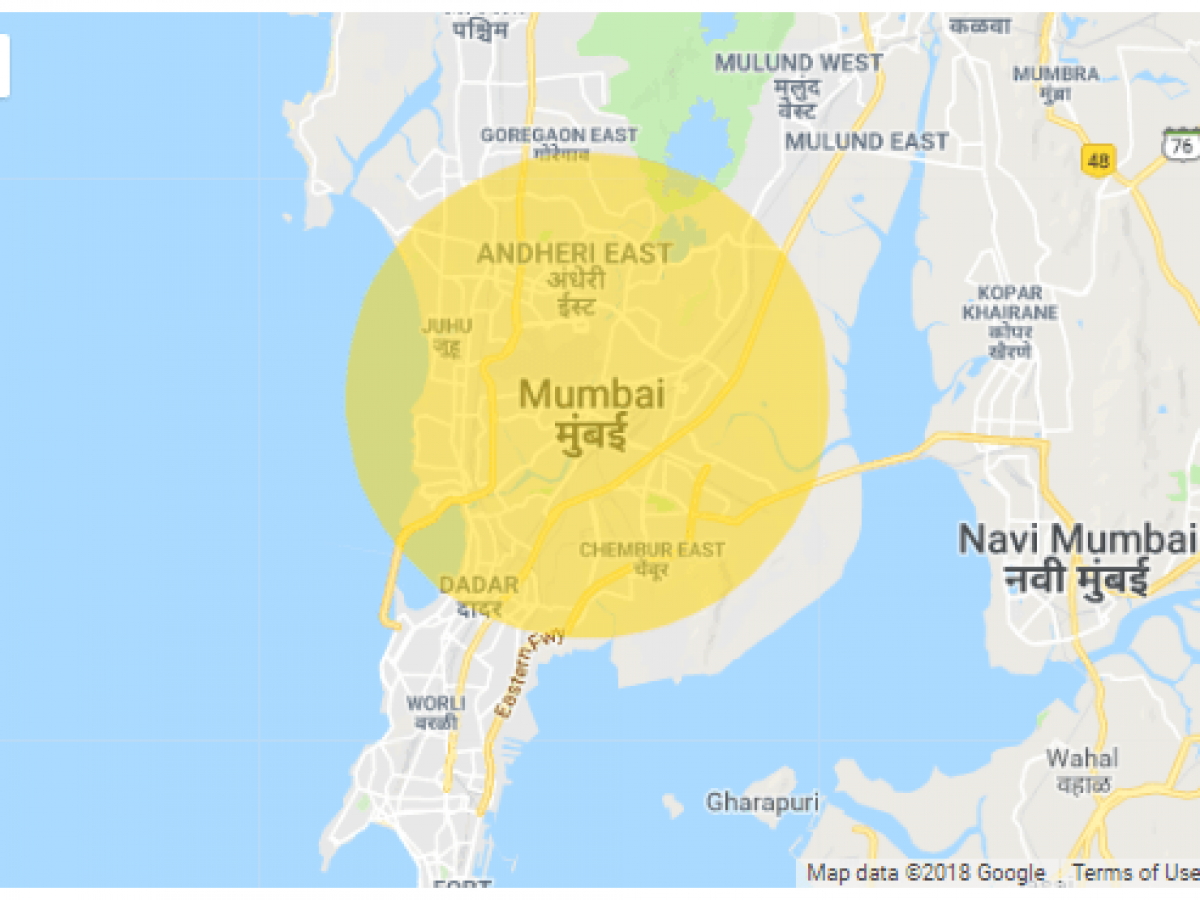 पश्चिम
कळवा
MULUND WEST
मुलुंद
वेस्ट
MUMBRA
मुंब्रा
GOREGAON EAST
गोरेगाव
MULUND EAST
76
48
ANDHERI EAST
अंधेरी
ईस्ट
KOPAR
KHAIRANE
कोपर
खैरणे
JUHU
जुहू
Mumbai
मुंबई
CHEMBUR EAST
चेंबूर
Navi Mumbai
नवी मुंबई
DADAR
दादर
Eastern Fwy
WORLI
वरळी
Wahal
वहाळ
Gharapuri
FORT
Map data ©2018 Google
Terms of Use